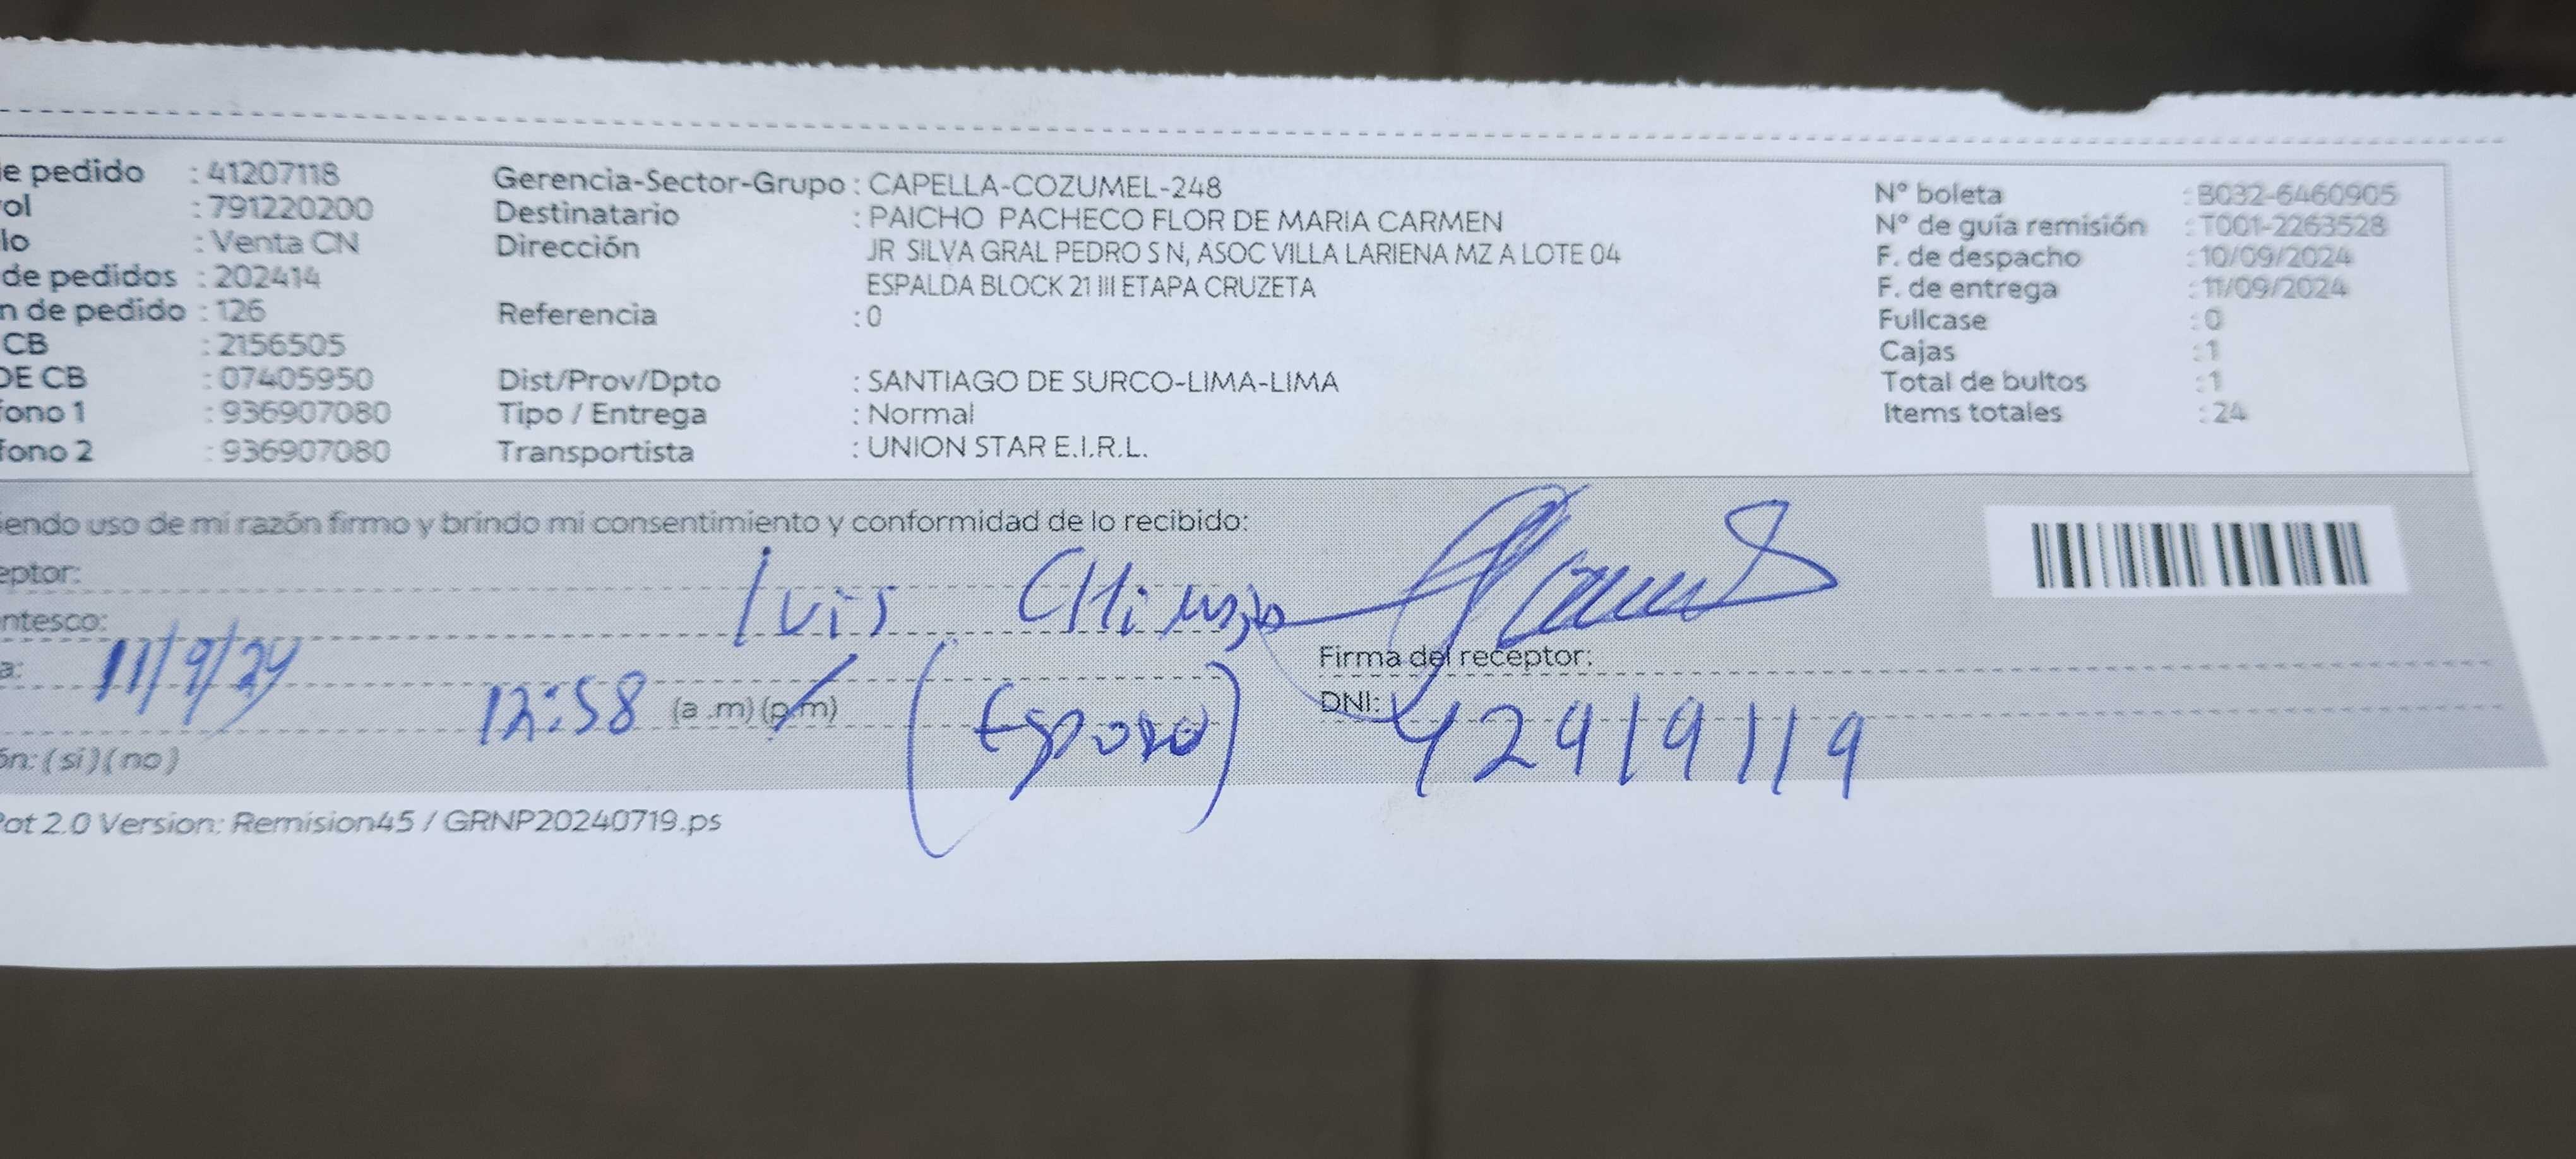 e pedido : 41207118 Gerencia-Sector-Grupo : CAPELLA-COZUMEL-248 N° boleta : B032-6460905
ol : 791220200 Destinatario : PAICHO PACHECO FLOR DE MARIA CARMEN N° de guía remisión : T001-2263528
lo : Venta CN Dirección JR SILVA GRAL PEDRO S N, ASOC VILLA LARIENA MZ A LOTE 04 F. de despacho : 10/09/2024
de pedidos : 202414 ESPALDA BLOCK 21 III ETAPA CRUZETA F. de entrega : 11/09/2024
n de pedido : 126 Referencia : 0 Fullcase : 0
CB : 2156505 Cajas : 1
DE CB : 07405950 Dist/Prov/Dpto : SANTIAGO DE SURCO-LIMA-LIMA Total de bultos : 1
fono 1 : 936907080 Tipo / Entrega : Normal Items totales : 24
fono 2 : 936907080 Transportista : UNION STAR E.I.R.L.
iendo uso de mi razón firmo y brindo mi consentimiento y conformidad de lo recibido:
eptor: luis
ntesco:
a: 11/9/24 Firma del receptor:
12:58 (a .m) (p.m) (Esposo) DNI: 42919119
ón: (si) (no)
Pot 2.0 Version: Remision45 / GRNP20240719.ps